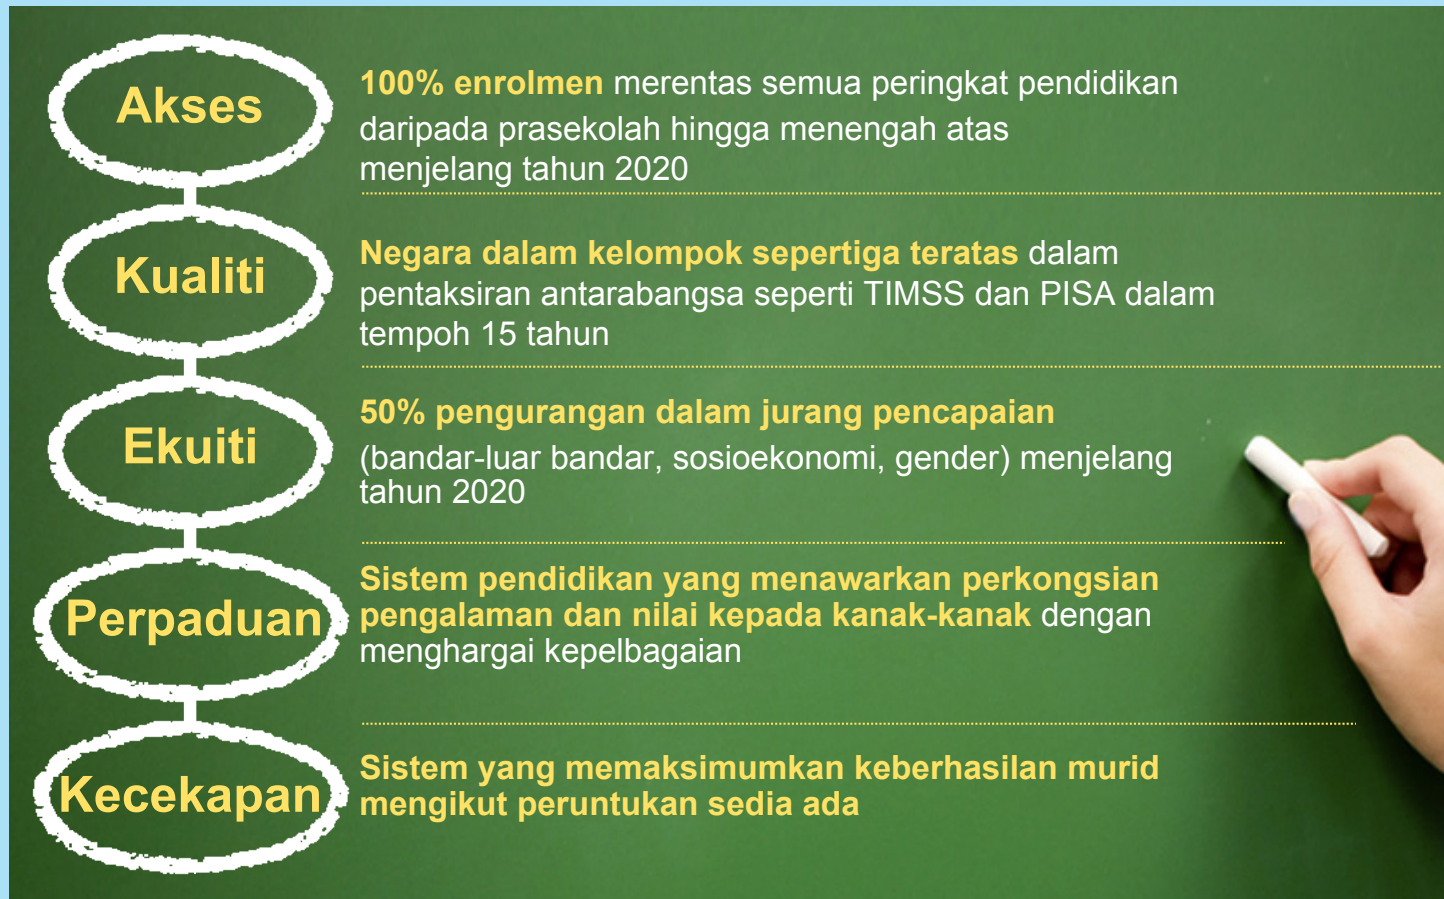 Akses
100% enrolmen merentas semua peringkat pendidikan
daripada prasekolah hingga menengah atas
menjelang tahun 2020
Kualiti
Negara dalam kelompok sepertiga teratas dalam
pentaksiran antarabangsa seperti TIMSS dan PISA dalam
tempoh 15 tahun
Ekuiti
50% pengurangan dalam jurang pencapaian
(bandar-luar bandar, sosioekonomi, gender) menjelang
tahun 2020
Perpaduan
Sistem pendidikan yang menawarkan perkongsian
pengalaman dan nilai kepada kanak-kanak dengan
menghargai kepelbagaian
Kecekapan
Sistem yang memaksimumkan keberhasilan murid
mengikut peruntukan sedia ada